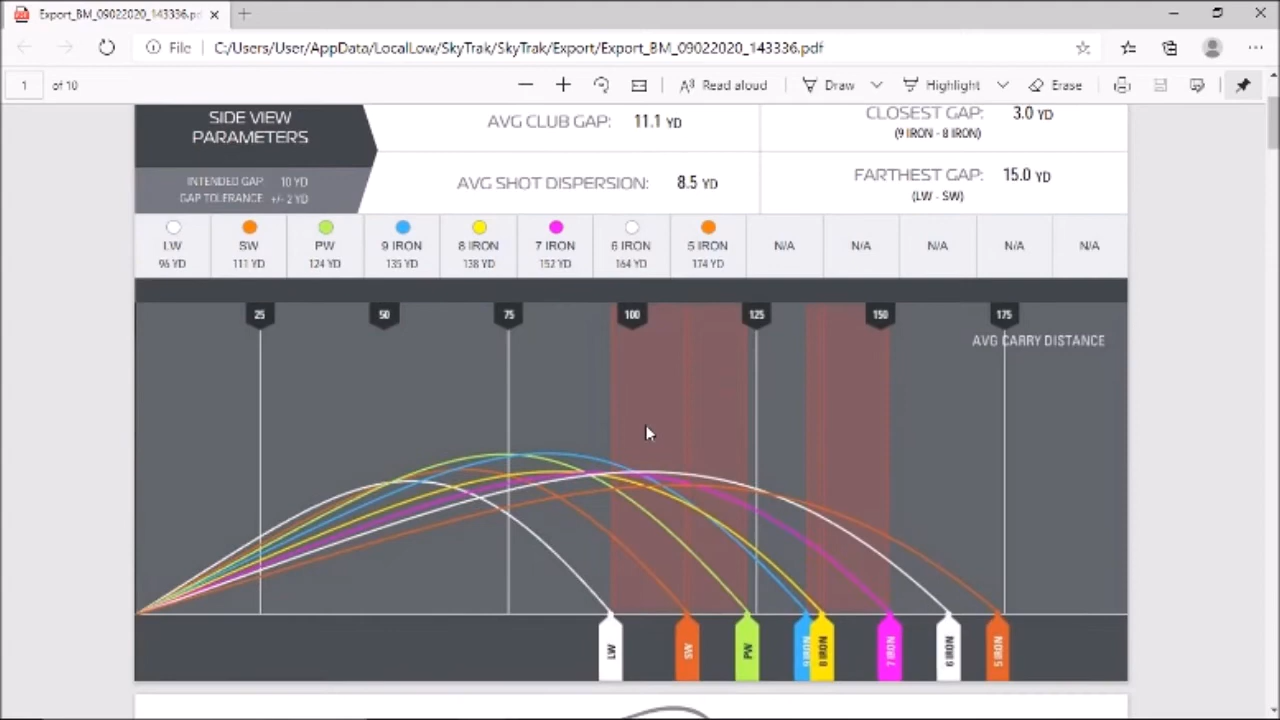 Export_BM_09022020_143336.pdf
File C:/Users/User/AppData/LocalLow/SkyTrak/SkyTrak/Export/Export_BM_09022020_143336.pdf
1 of 10 Read aloud Draw Highlight Erase
SIDE VIEW
PARAMETERS
INTENDED GAP: 10 YD
GAP TOLERANCE: +/- 2 YD
AVG CLUB GAP: 11.1 YD
CLOSEST GAP: 3.0 YD
(9 IRON - 8 IRON)
AVG SHOT DISPERSION: 8.5 YD
FARTHEST GAP: 15.0 YD
(LW - SW)
LW SW PW 9 IRON 8 IRON 7 IRON 6 IRON 5 IRON N/A N/A N/A N/A N/A
96 YD 111 YD 124 YD 135 YD 138 YD 152 YD 164 YD 174 YD
25 50 75 100 125 150 175
AVG CARRY DISTANCE
LW SW PW 9 IRON 8 IRON 7 IRON 6 IRON 5 IRON